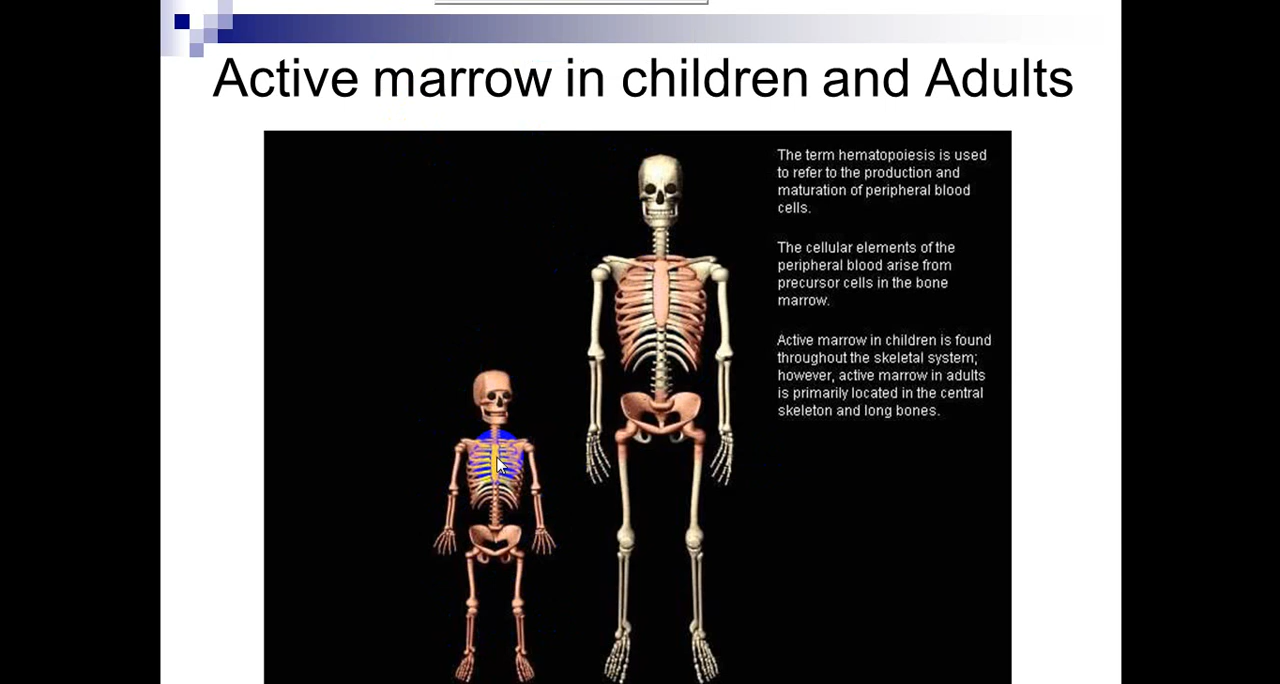 Active marrow in children and Adults
The term hematopoiesis is used
to refer to the production and
maturation of peripheral blood
cells.
The cellular elements of the
peripheral blood arise from
precursor cells in the bone
marrow.
Active marrow in children is found
throughout the skeletal system;
however, active marrow in adults
is primarily located in the central
skeleton and long bones.